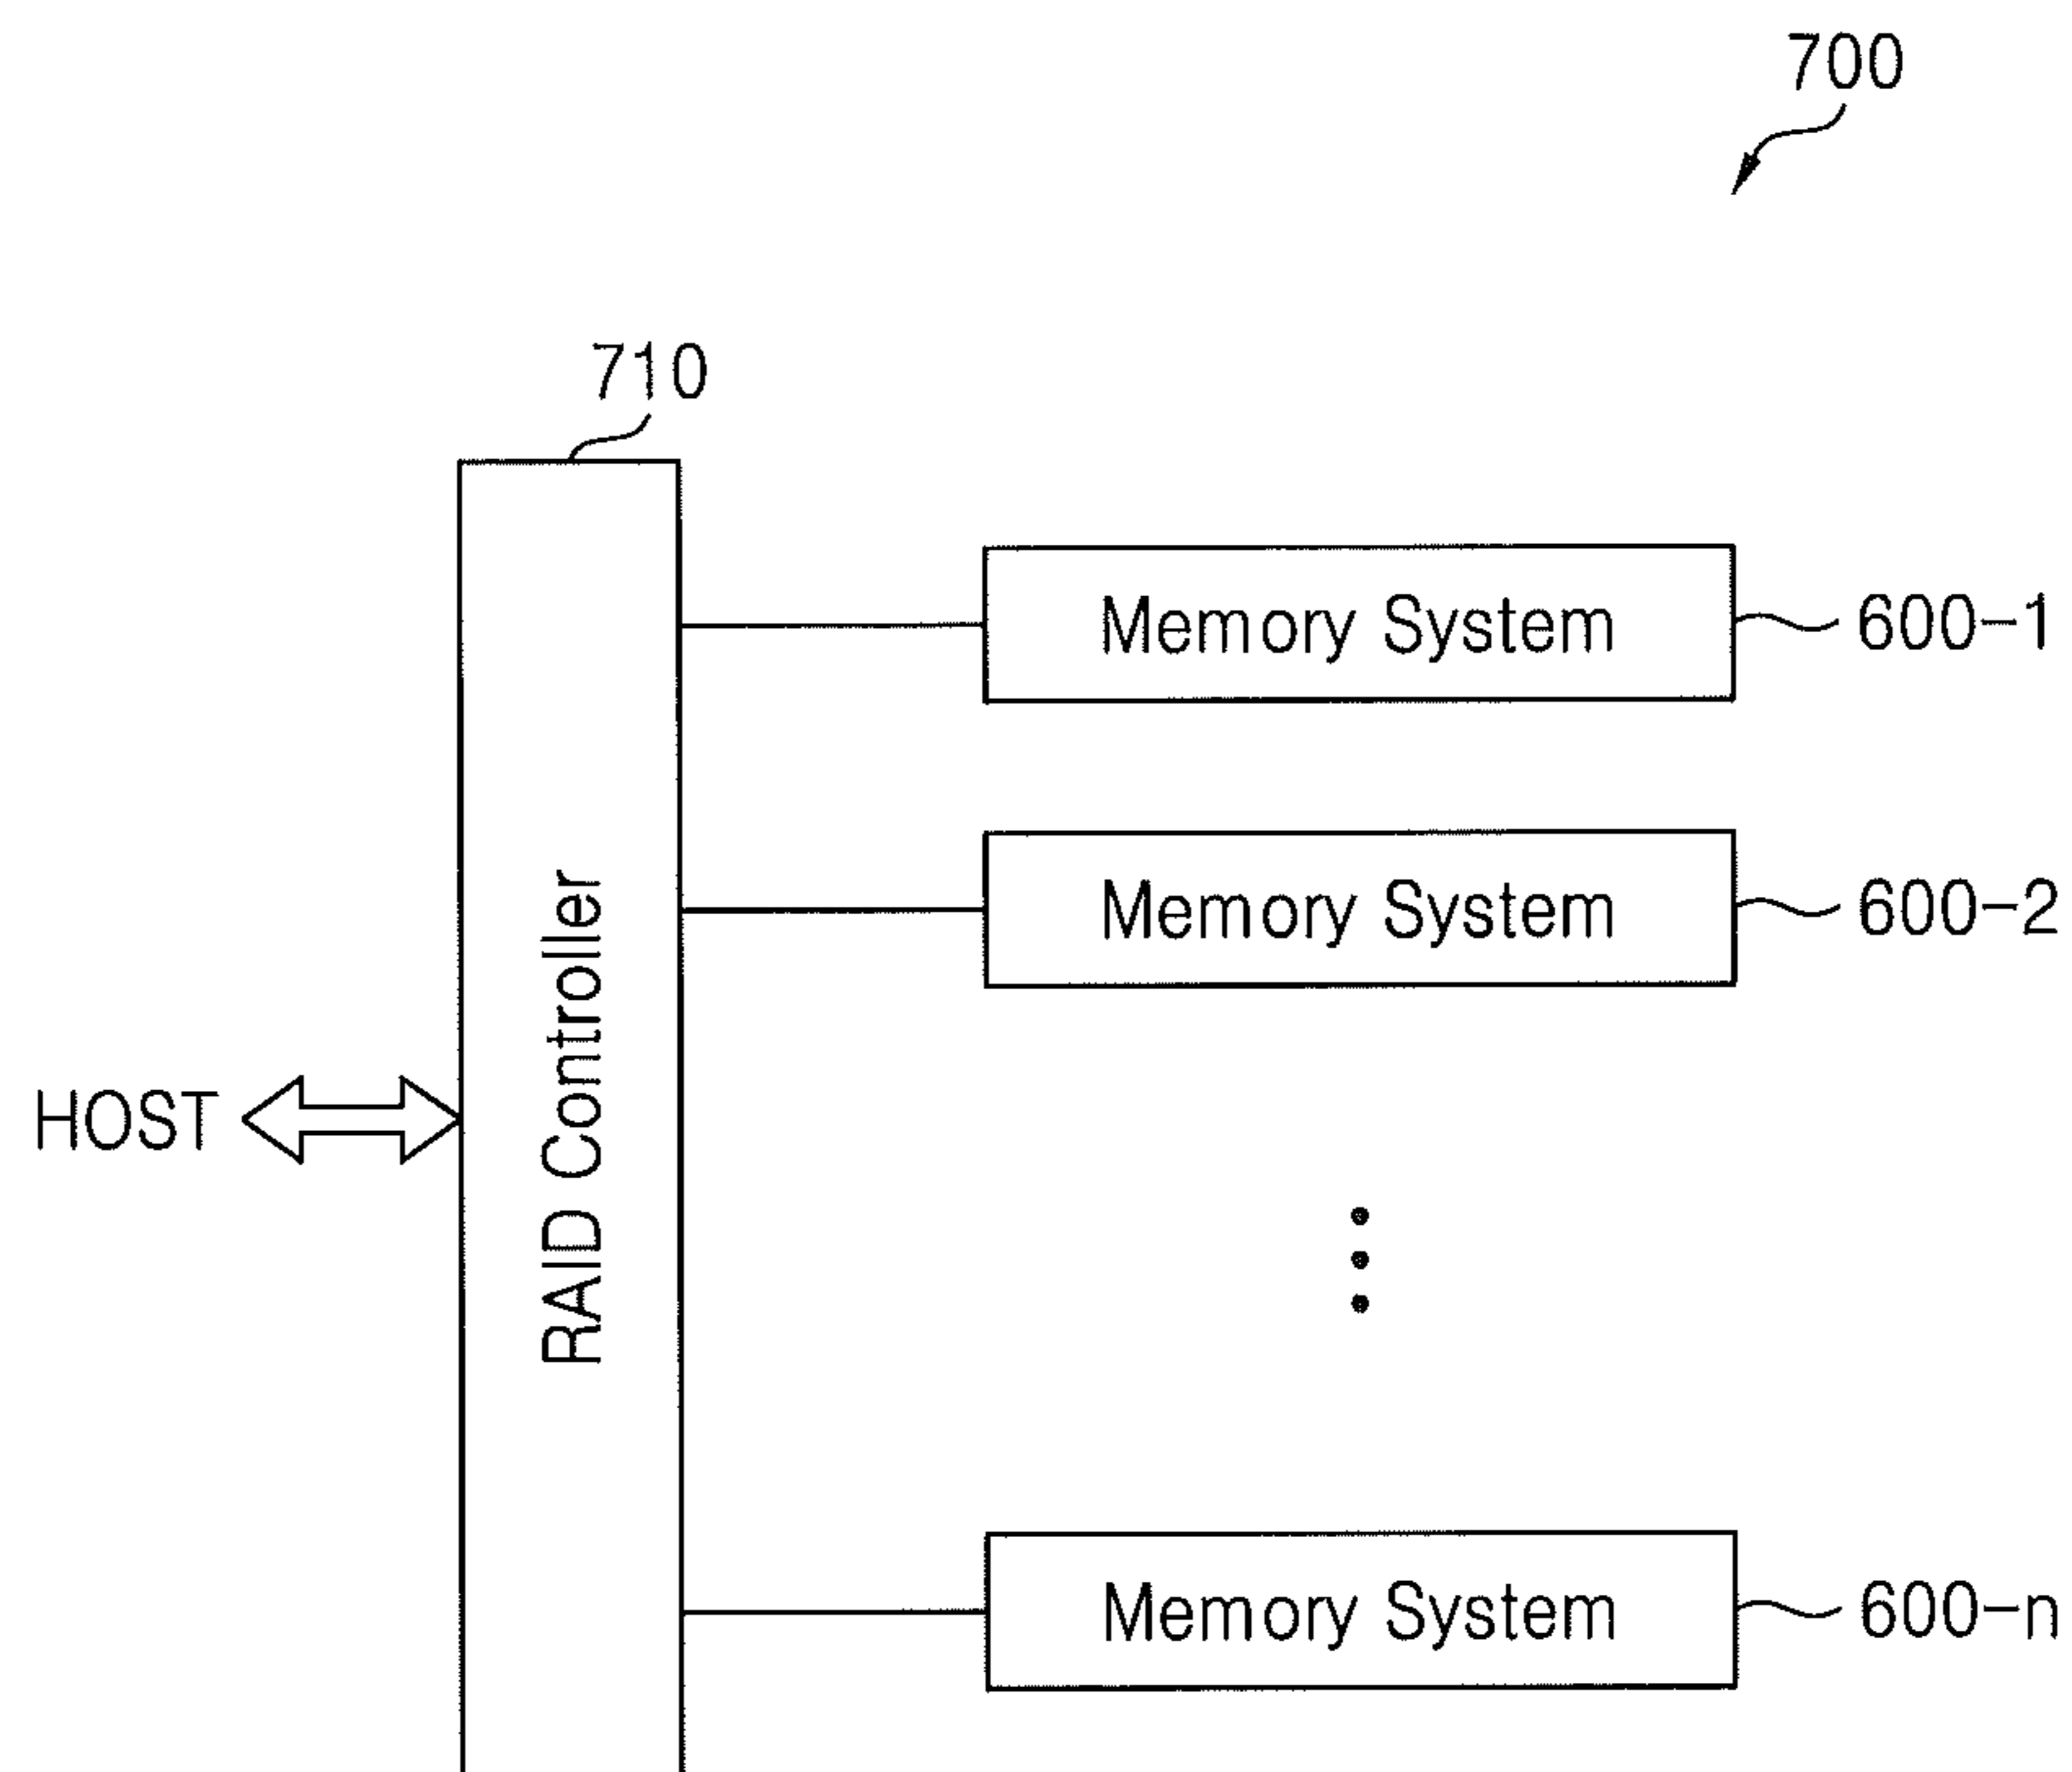 700
710
Memory System 600-1
Memory System 600-2
HOST
RAID Controller
Memory System 600-n